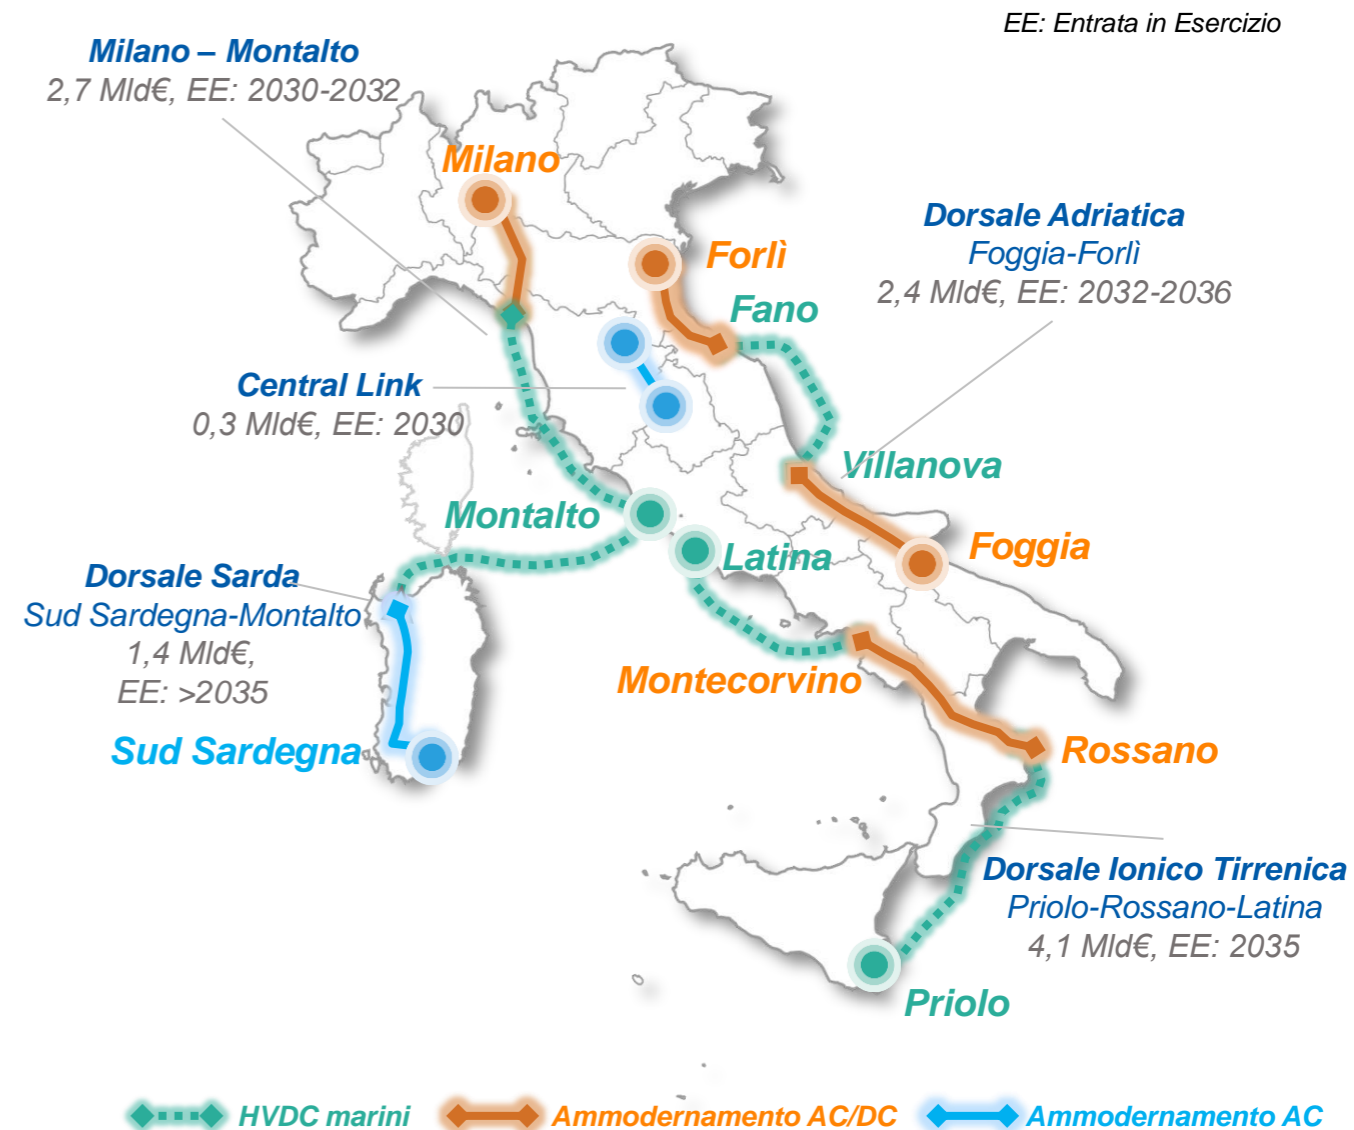 EE: Entrata in Esercizio
Milano – Montalto
2,7 Mld€, EE: 2030-2032
Milano
Dorsale Adriatica
Foggia-Forlì
2,4 Mld€, EE: 2032-2036
Forlì
Fano
Central Link
0,3 Mld€, EE: 2030
Villanova
Montalto
Latina
Foggia
Dorsale Sarda
Sud Sardegna-Montalto
1,4 Mld€,
EE: >2035
Montecorvino
Sud Sardegna
Rossano
Dorsale Ionico Tirrenica
Priolo-Rossano-Latina
4,1 Mld€, EE: 2035
Priolo
HVDC marini
Ammodernamento AC/DC
Ammodernamento AC